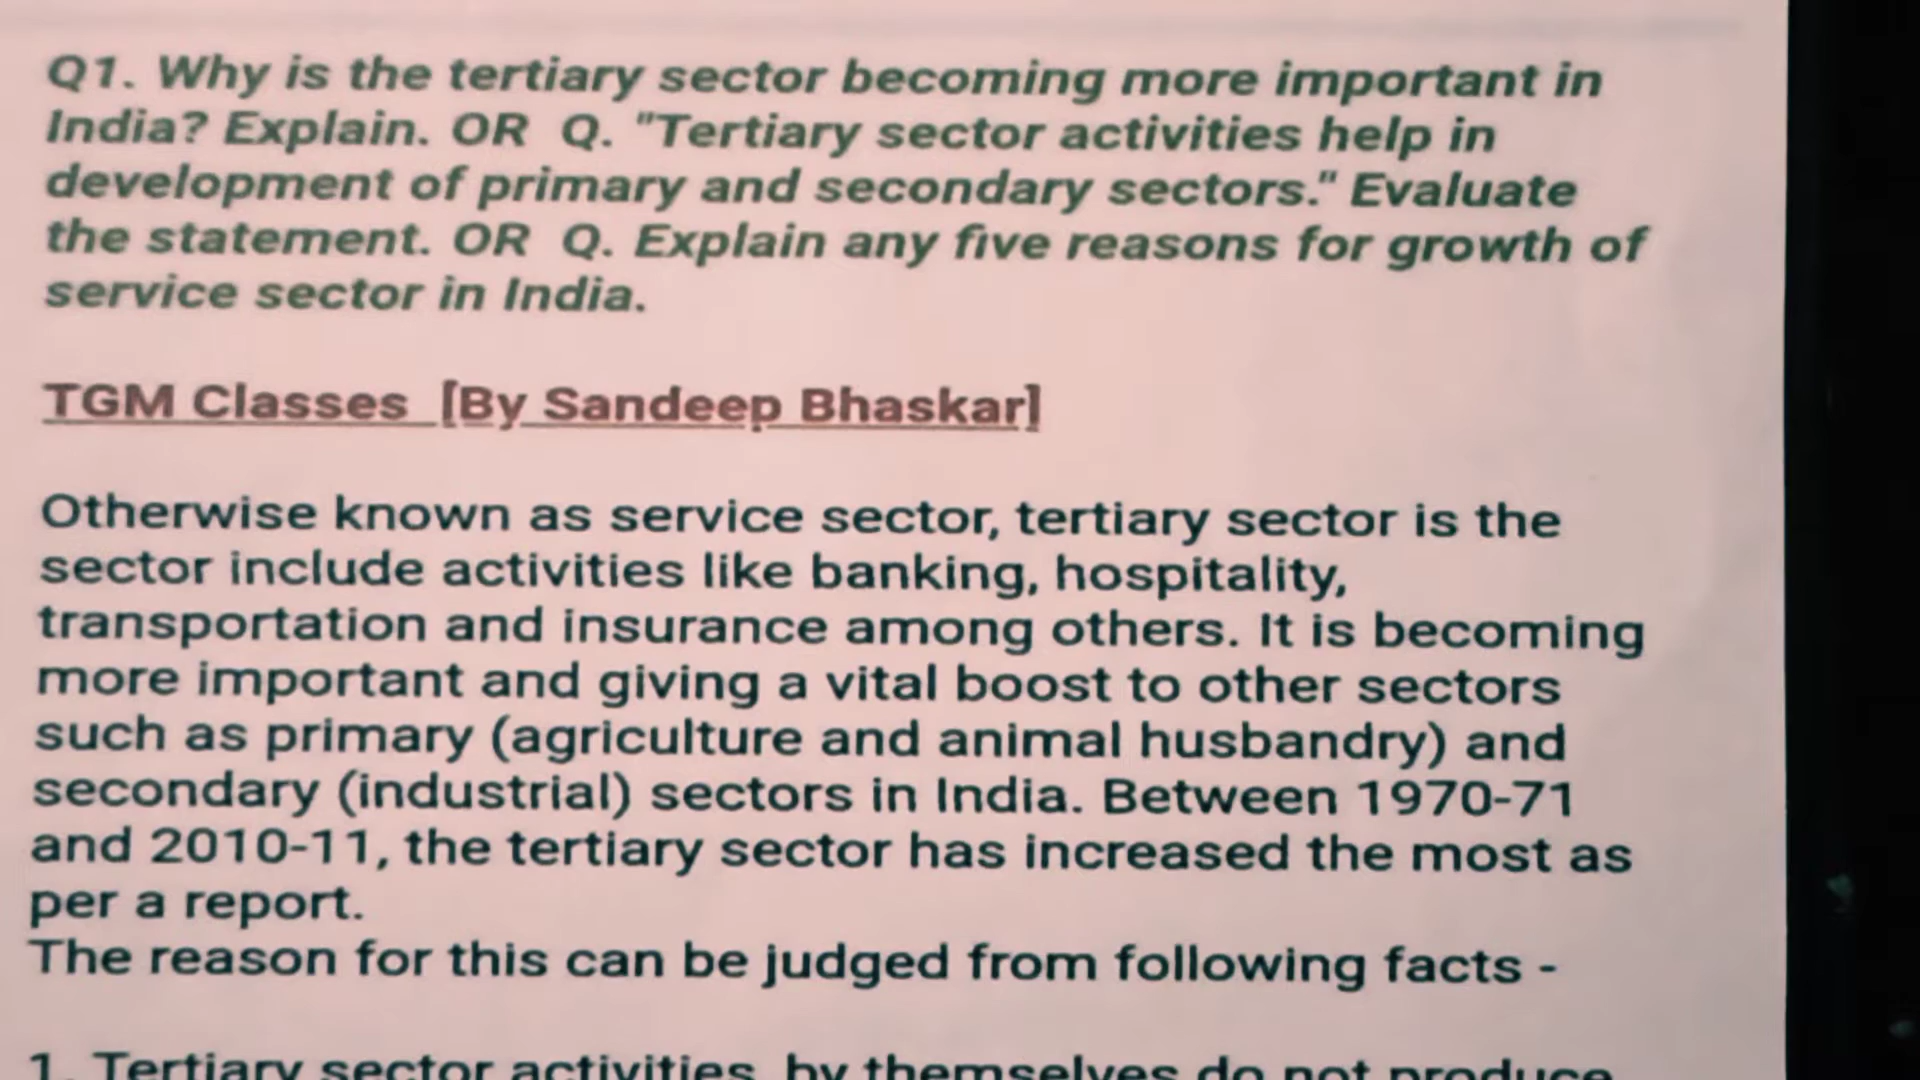 Q1. Why is the tertiary sector becoming more important in
India? Explain. OR Q. "Tertiary sector activities help in
development of primary and secondary sectors." Evaluate
the statement. OR Q. Explain any five reasons for growth of
service sector in India.
TGM Classes [By Sandeep Bhaskar]
Otherwise known as service sector, tertiary sector is the
sector include activities like banking, hospitality,
transportation and insurance among others. It is becoming
more important and giving a vital boost to other sectors
such as primary (agriculture and animal husbandry) and
secondary (industrial) sectors in India. Between 1970-71
and 2010-11, the tertiary sector has increased the most as
per a report.
The reason for this can be judged from following facts -
1. Tertiary sector activities, by themselves do not produce